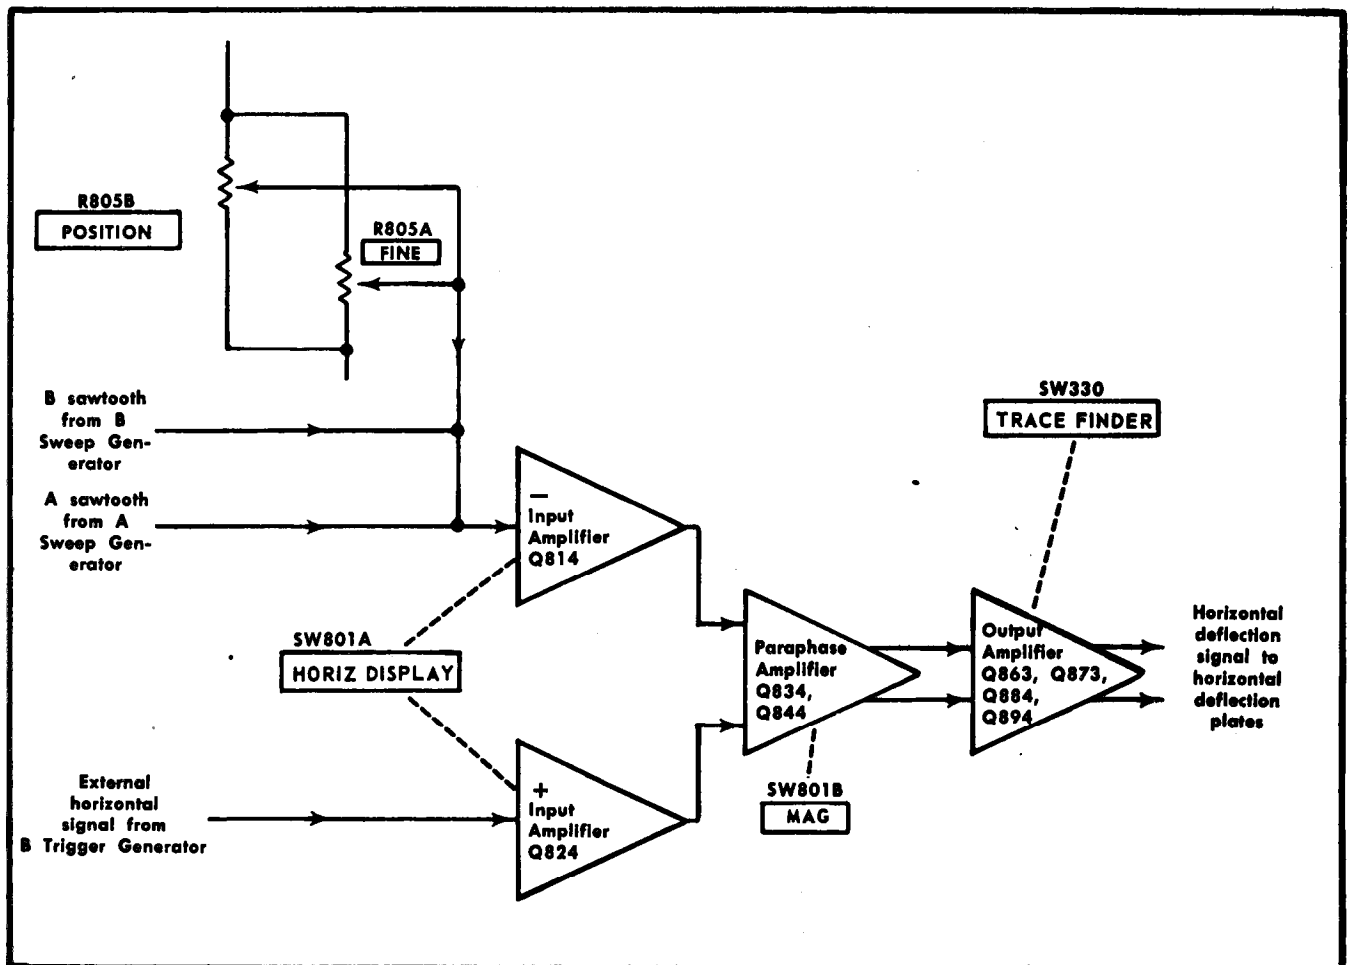 R805B
POSITION
R805A
FINE
B sawtooth
from B
Sweep Gen-
erator
A sawtooth
from A
Sweep Gen-
erator
−
Input
Amplifier
Q814
SW801A
HORIZ DISPLAY
External
horizontal
signal from
B Trigger Generator
+
Input
Amplifier
Q824
Paraphase
Amplifier
Q834,
Q844
SW801B
MAG
SW330
TRACE FINDER
Output
Amplifier
Q863, Q873,
Q884,
Q894
Horizontal
deflection
signal to
horizontal
deflection
plates